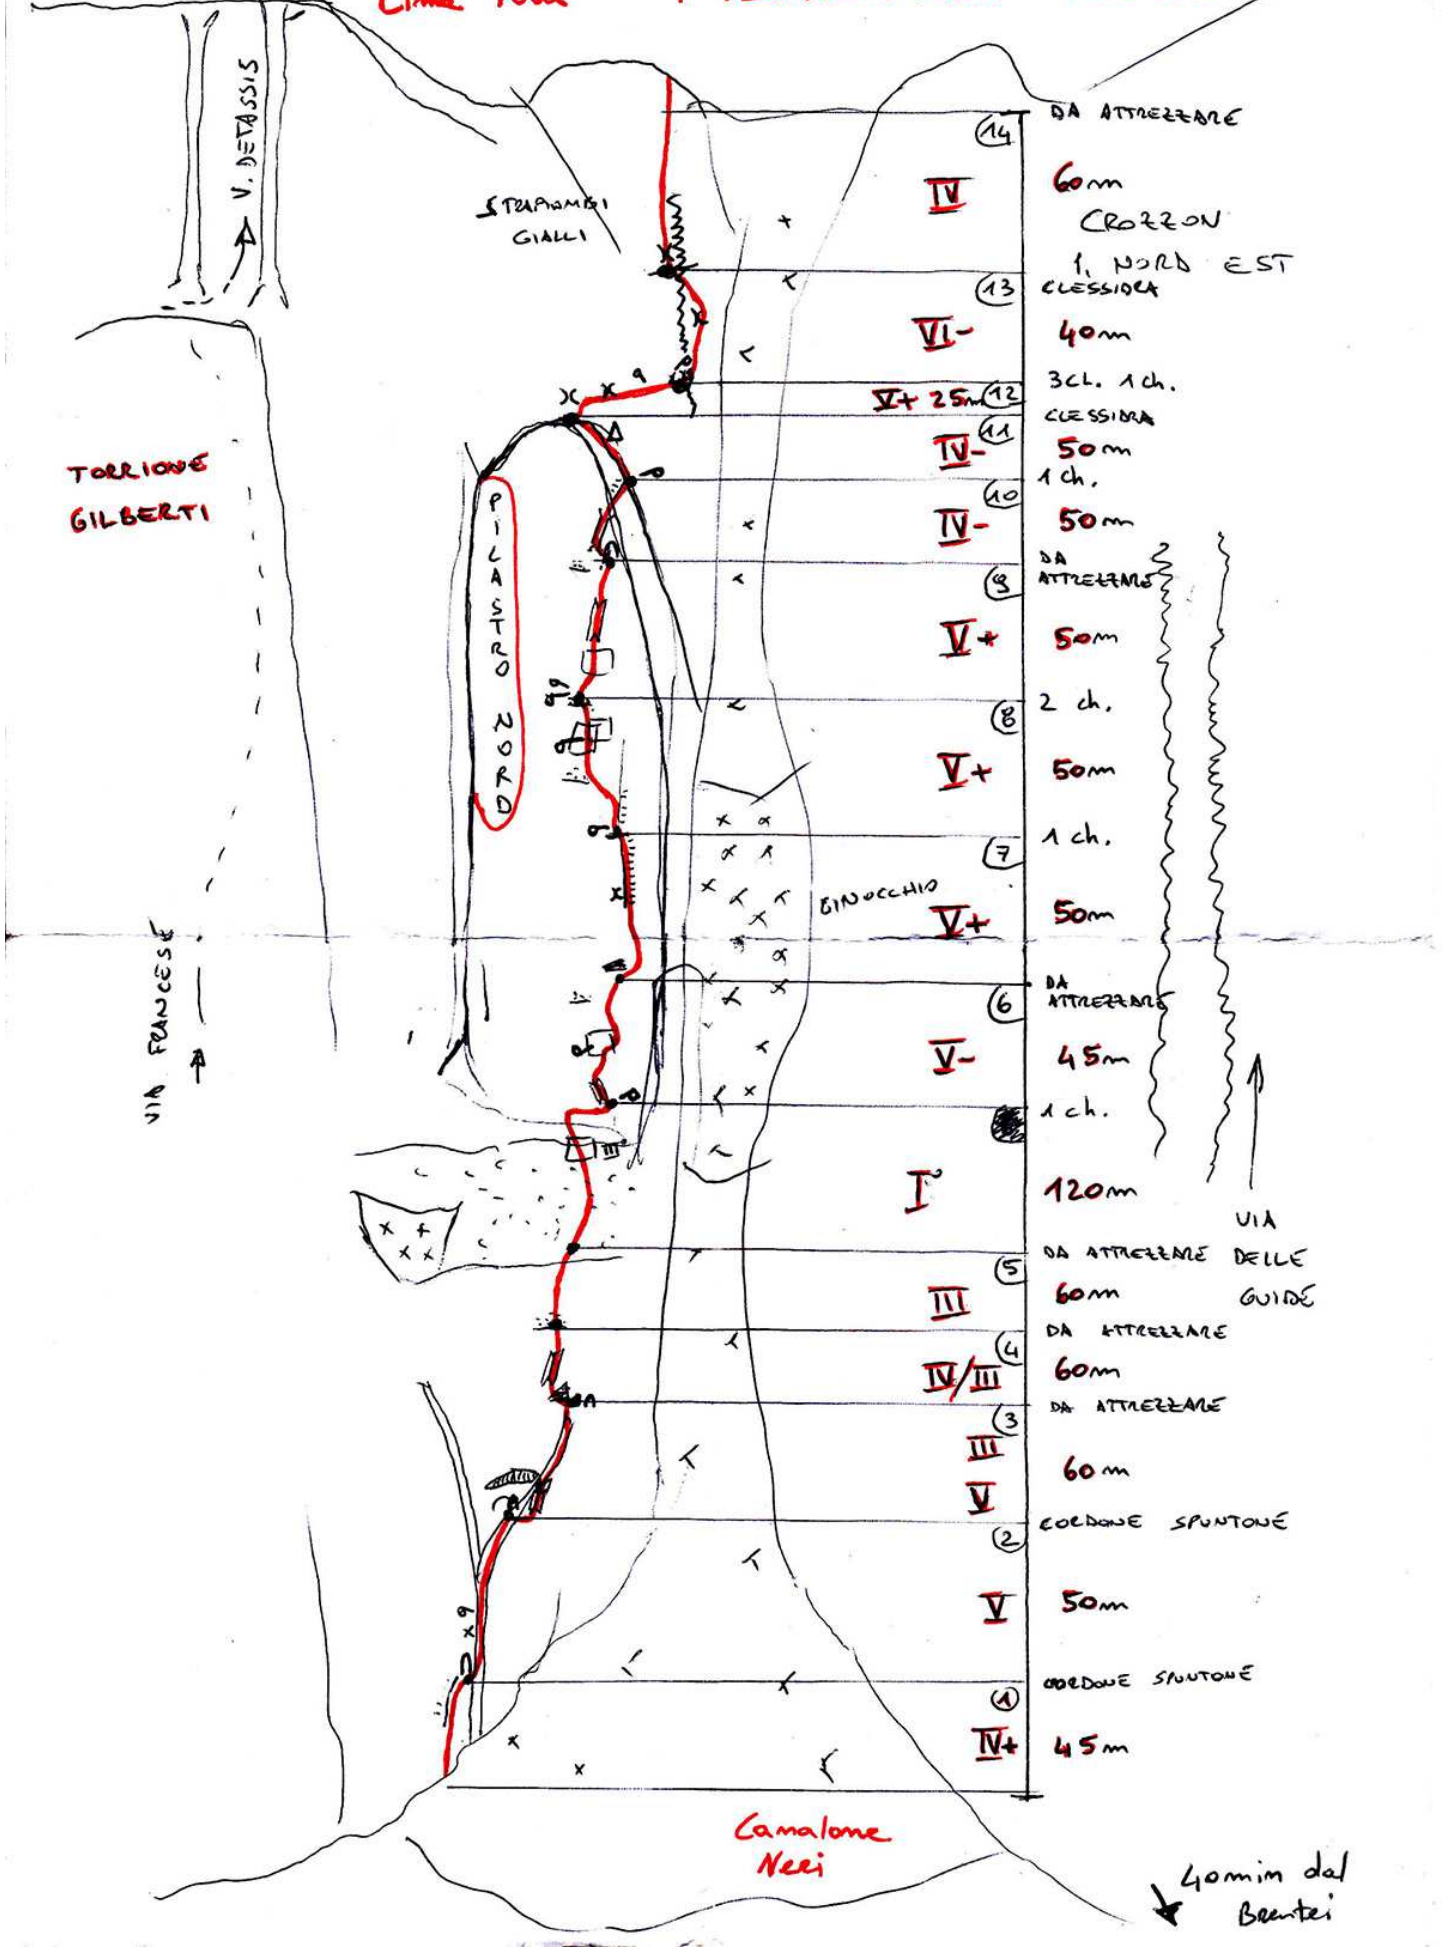 V. DETASSIS
STRAPIOMBI
GIALLI
TORRIONE
GILBERTI
PILASTRO NORD
VIA FRANCESE
GINOCCHIO
DA ATTREZZARE
14
IV 60m
CROZZON
1. NORD EST
13 CLESSIDRA
VI- 40m
3CL. 1ch.
V+ 25m 12
CLESSIDRA
11
IV- 50m
1 ch.
10
IV- 50m
DA
ATTREZZARE
9
V+ 50m
2 ch.
8
V+ 50m
1 ch.
7
V+ 50m
DA
ATTREZZARE
6
V- 45m
1 ch.
I° 120m
DA ATTREZZARE
5
III 60m
VIA
DELLE
GUIDE
DA ATTREZZARE
4
IV/III 60m
DA ATTREZZARE
3
III
60m
V
CORDONE SPUNTONE
2
V 50m
CORDONE SPUNTONE
1
IV+ 45m
Canalone
Neri
40min dal
Brentei